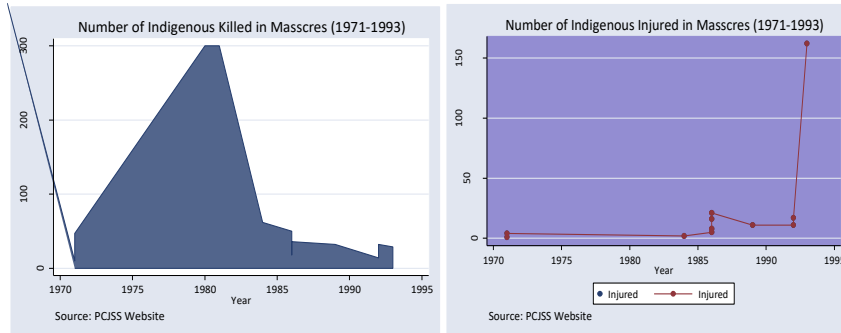 Number of Indigenous Killed in Masscres (1971-1993)
300
200
100
0
1970 1975 1980 1985 1990 1995
Year
Source: PCJSS Website
Number of Indigenous Injured in Masscres (1971-1993)
150
100
50
0
1970 1975 1980 1985 1990 1995
Year
Injured Injured
Source: PCJSS Website